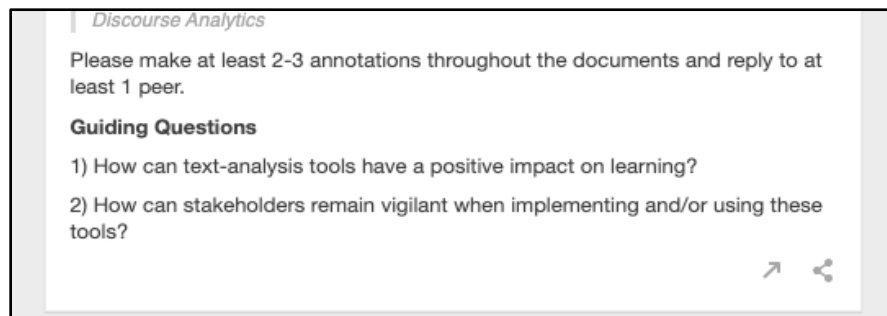 Discourse Analytics
Please make at least 2-3 annotations throughout the documents and reply to at
least 1 peer.
Guiding Questions
1) How can text-analysis tools have a positive impact on learning?
2) How can stakeholders remain vigilant when implementing and/or using these
tools?